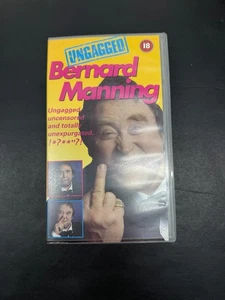 UNGAGGED
18
Bernard
Manning
Ungagged
uncensored
and totally
unexpurgated...
!*?**"?!